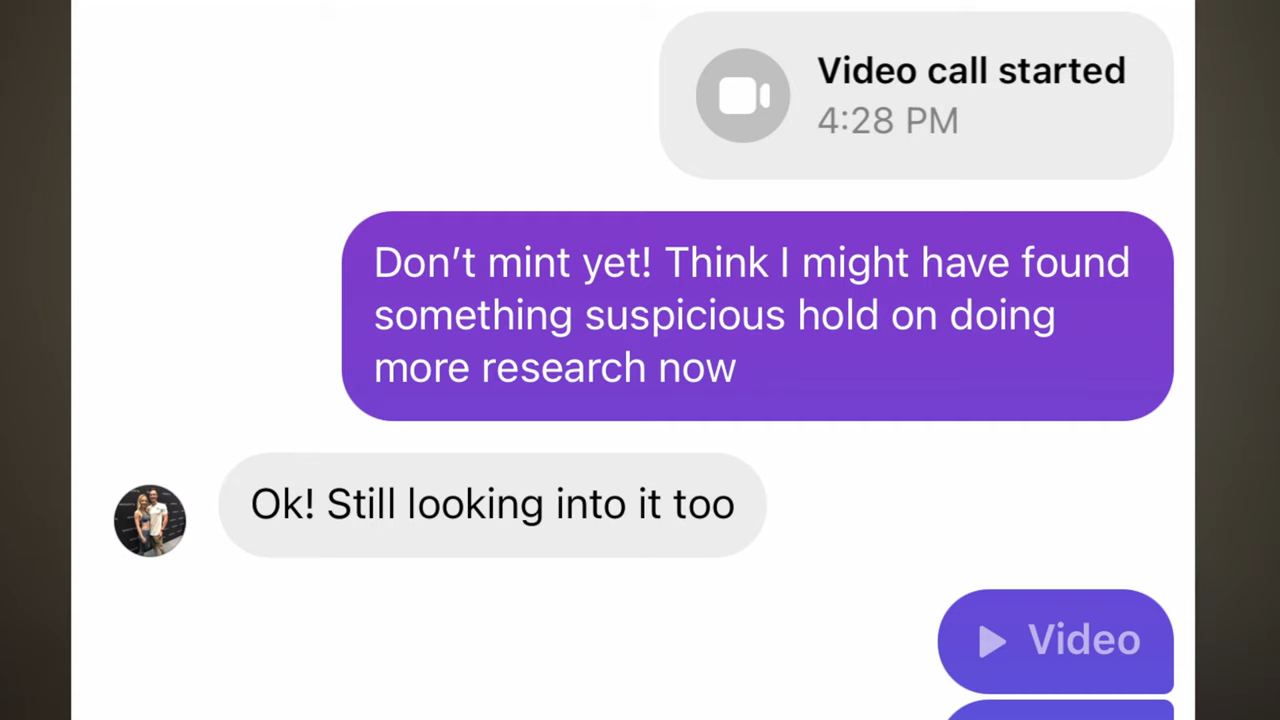 Video call started
4:28 PM
Don’t mint yet! Think I might have found
something suspicious hold on doing
more research now
Ok! Still looking into it too
Video